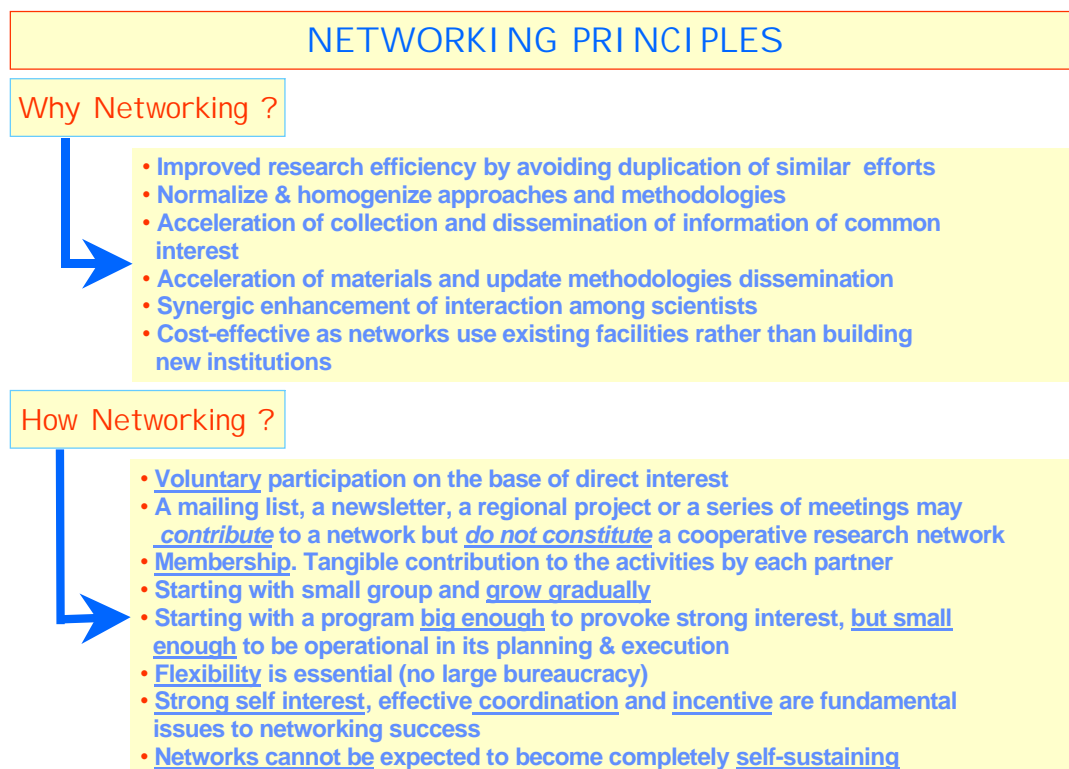 NETWORKING PRINCIPLES
Why Networking ?
• Improved research efficiency by avoiding duplication of similar efforts
• Normalize & homogenize approaches and methodologies
• Acceleration of collection and dissemination of information of common
interest
• Acceleration of materials and update methodologies dissemination
• Synergic enhancement of interaction among scientists
• Cost-effective as networks use existing facilities rather than building
new institutions
How Networking ?
• Voluntary participation on the base of direct interest
• A mailing list, a newsletter, a regional project or a series of meetings may
contribute to a network but do not constitute a cooperative research network
• Membership. Tangible contribution to the activities by each partner
• Starting with small group and grow gradually
• Starting with a program big enough to provoke strong interest, but small
enough to be operational in its planning & execution
• Flexibility is essential (no large bureaucracy)
• Strong self interest, effective coordination and incentive are fundamental
issues to networking success
• Networks cannot be expected to become completely self-sustaining